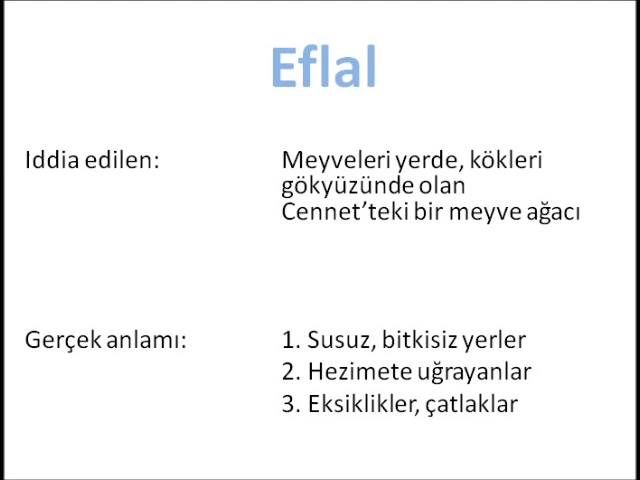 Eflal
Iddia edilen:
Meyveleri yerde, kökleri
gökyüzünde olan
Cennet'teki bir meyve ağacı
Gerçek anlamı:
1. Susuz, bitkisiz yerler
2. Hezimete uğrayanlar
3. Eksiklikler, çatlaklar